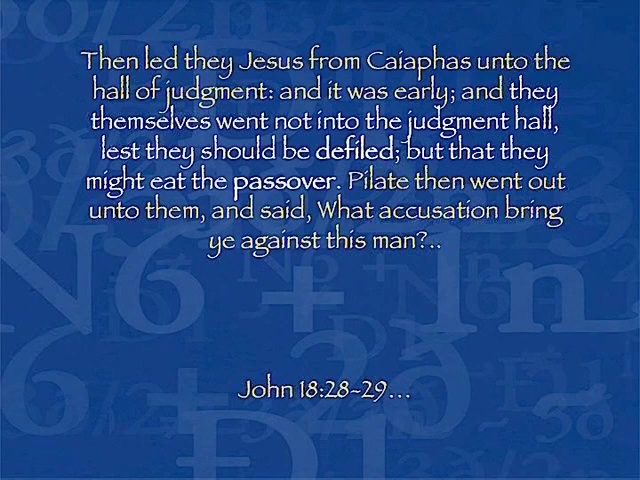 Then led they Jesus from Caiaphas unto the
hall of judgment: and it was early; and they
themselves went not into the judgment hall,
lest they should be defiled; but that they
might eat the passover. Pilate then went out
unto them, and said, What accusation bring
ye against this man?..
John 18:28-29...